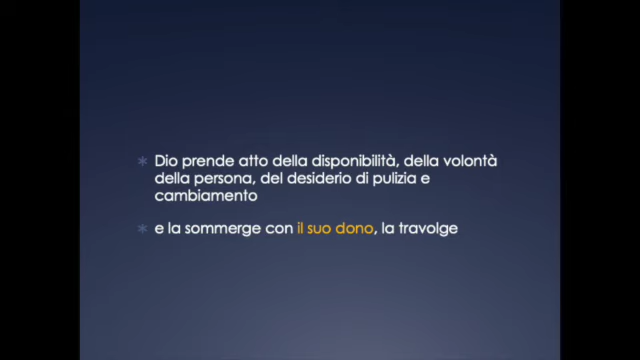 * Dio prende atto della disponibilità, della volontà
della persona, del desiderio di pulizia e
cambiamento
* e la sommerge con il suo dono, la travolge